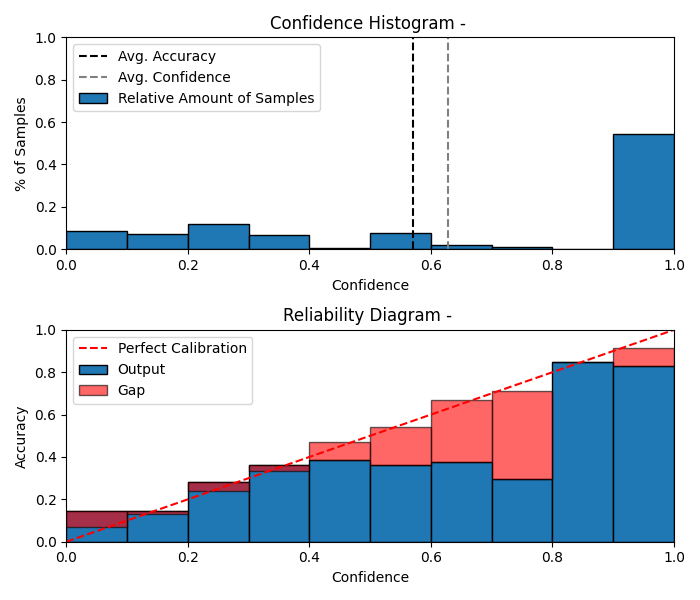 Confidence Histogram -
1.0
0.8
0.6
0.4
0.2
0.0
% of Samples
Avg. Accuracy
Avg. Confidence
Relative Amount of Samples
0.0 0.2 0.4 0.6 0.8 1.0
Confidence
Reliability Diagram -
1.0
0.8
0.6
0.4
0.2
0.0
Accuracy
Perfect Calibration
Output
Gap
0.0 0.2 0.4 0.6 0.8 1.0
Confidence